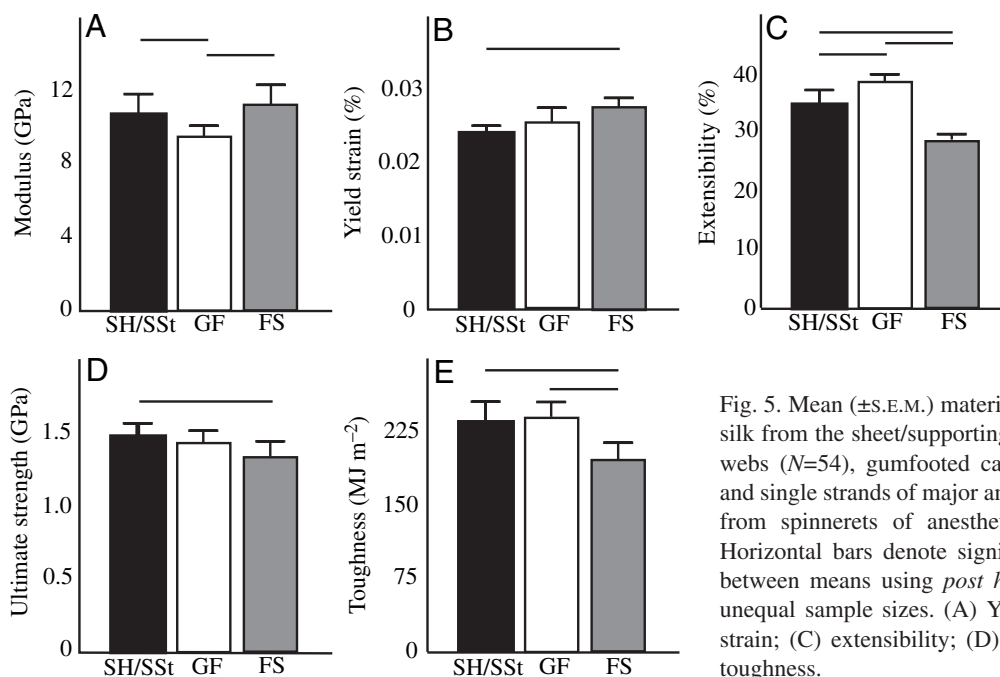 A
Modulus (GPa)
12
8
4
0
SH/SSt GF FS
B
Yield strain (%)
0.03
0.02
0.01
0
SH/SSt GF FS
C
Extensibility (%)
40
30
20
10
0
SH/SSt GF FS
D
Ultimate strength (GPa)
1.5
1.0
0.5
0
SH/SSt GF FS
E
Toughness (MJ m−2)
225
150
75
0
SH/SSt GF FS
Fig. 5. Mean (±S.E.M.) materi
silk from the sheet/supporting
webs (N=54), gumfooted ca
and single strands of major an
from spinnerets of anesthe
Horizontal bars denote signi
between means using post h
unequal sample sizes. (A) Y
strain; (C) extensibility; (D)
toughness.